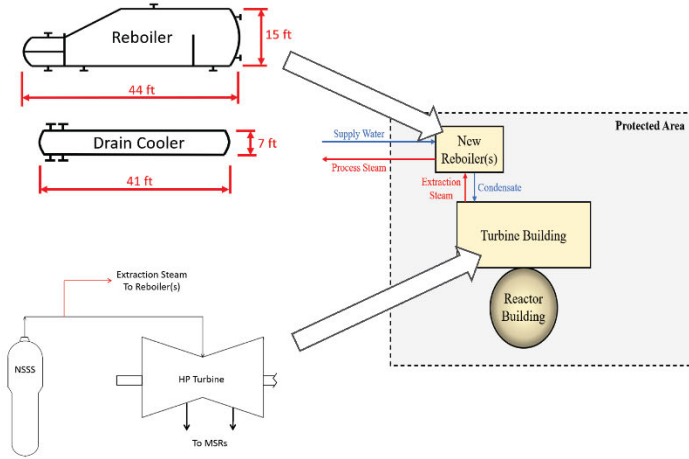 Reboiler
15 ft
44 ft
Drain Cooler
7 ft
41 ft
Protected Area
Supply Water
New
Reboiler(s)
Process Steam
Extraction
Steam
Condensate
Turbine Building
Reactor
Building
Extraction Steam
To Reboiler(s)
NSSS
HP Turbine
To MSRs